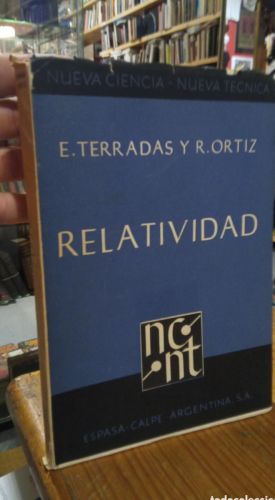 NUEVA CIENCIA - NUEVA TECNICA
E. TERRADAS Y R. ORTIZ
RELATIVIDAD
nc
nt
ESPASA-CALPE ARGENTINA, S.A.